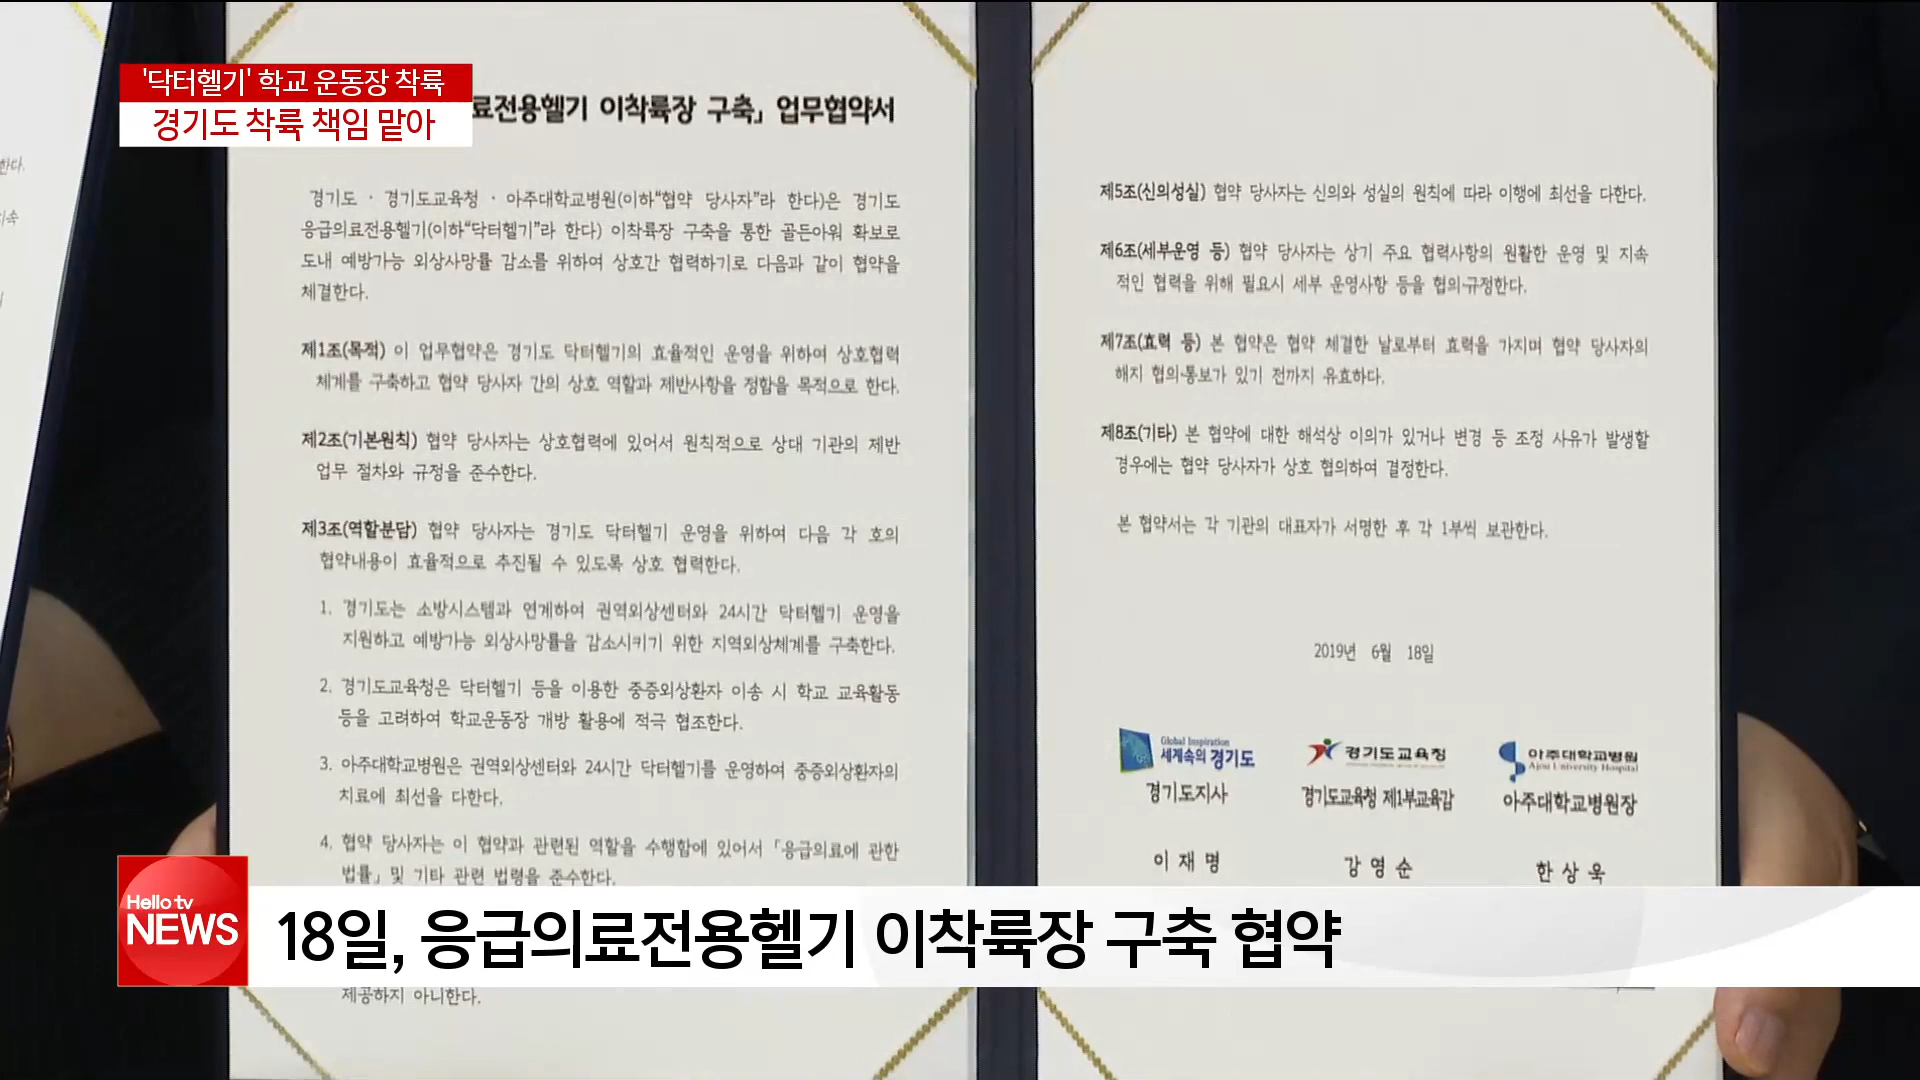 '닥터헬기' 학교 운동장 착륙
경기도 착륙 책임 맡아
료전용헬기 이착륙장 구축」 업무협약서
경기도 · 경기도교육청 · 아주대학교병원(이하“협약 당사자”라 한다)은 경기도
응급의료전용헬기(이하“닥터헬기”라 한다) 이착륙장 구축을 통한 골든아워 확보로
도내 예방가능 외상사망률 감소를 위하여 상호간 협력하기로 다음과 같이 협약을
체결한다.
제1조(목적) 이 업무협약은 경기도 닥터헬기의 효율적인 운영을 위하여 상호협력
체계를 구축하고 협약 당사자 간의 상호 역할과 제반사항을 정함을 목적으로 한다.
제2조(기본원칙) 협약 당사자는 상호협력에 있어서 원칙적으로 상대 기관의 제반
업무 절차와 규정을 준수한다.
제3조(역할분담) 협약 당사자는 경기도 닥터헬기 운영을 위하여 다음 각 호의
협약내용이 효율적으로 추진될 수 있도록 상호 협력한다.
1. 경기도는 소방시스템과 연계하여 권역외상센터와 24시간 닥터헬기 운영을
지원하고 예방가능 외상사망률을 감소시키기 위한 지역외상체계를 구축한다.
2. 경기도교육청은 닥터헬기 등을 이용한 중증외상환자 이송 시 학교 교육활동
등을 고려하여 학교운동장 개방 활용에 적극 협조한다.
3. 아주대학교병원은 권역외상센터와 24시간 닥터헬기를 운영하여 중증외상환자의
치료에 최선을 다한다.
4. 협약 당사자는 이 협약과 관련된 역할을 수행함에 있어서 「응급의료에 관한
법률」 및 기타 관련 법령을 준수한다.
제공하지 아니한다.
한다.
지속
제5조(신의성실) 협약 당사자는 신의와 성실의 원칙에 따라 이행에 최선을 다한다.
제6조(세부운영 등) 협약 당사자는 상기 주요 협력사항의 원활한 운영 및 지속
적인 협력을 위해 필요시 세부 운영사항 등을 협의·규정한다.
제7조(효력 등) 본 협약은 협약 체결한 날로부터 효력을 가지며 협약 당사자의
해지 협의·통보가 있기 전까지 유효하다.
제8조(기타) 본 협약에 대한 해석상 이의가 있거나 변경 등 조정 사유가 발생할
경우에는 협약 당사자가 상호 협의하여 결정한다.
본 협약서는 각 기관의 대표자가 서명한 후 각 1부씩 보관한다.
2019년 6월 18일
Global Inspiration
세계속의 경기도
경기도지사
이 재 명
경기도교육청
경기도교육청 제1부교육감
강 영 순
아주대학교병원
Ajou University Hospital
아주대학교병원장
한 상 욱
Hello tv
NEWS
18일, 응급의료전용헬기 이착륙장 구축 협약